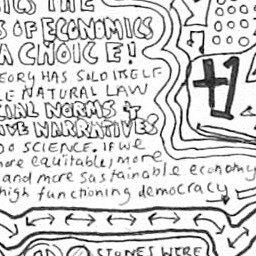 ICS THE
S OF ECONOMICS
A CHOICE!
EORY HAS SOLD ITSELF
LE NATURAL LAW
CIAL NORMS +
IVE NARRATIVES
DO SCIENCE. IF WE
more equitable, more
and more sustainable economy
high functioning democracy
STONES WERE